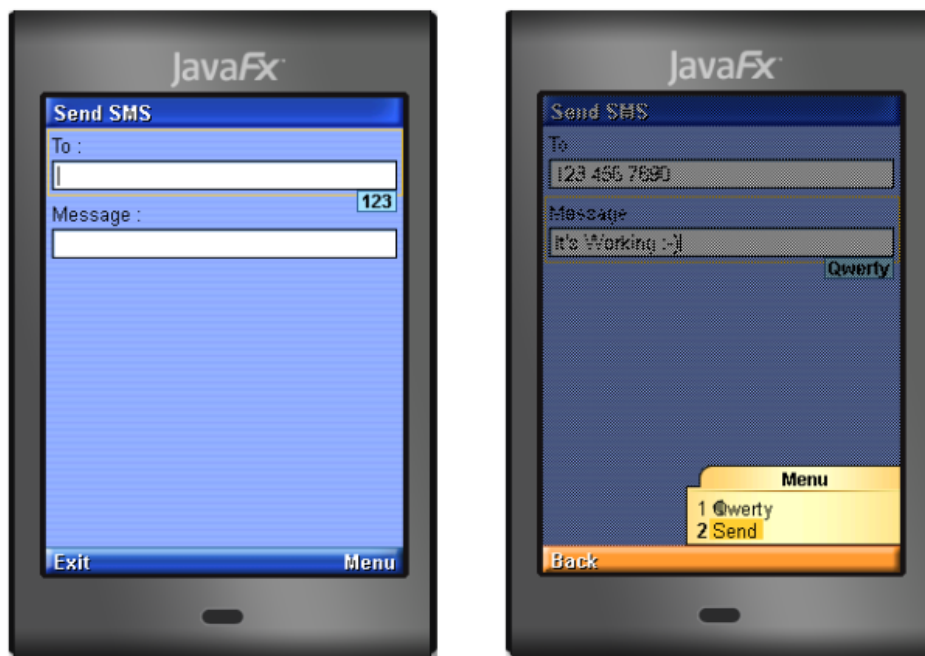 JavaFx
Send SMS
To :
123
Message :
Exit
Menu
JavaFx
Send SMS
To
123 456 7890
Message
It's Working :-)
Qwerty
Menu
1 Qwerty
2 Send
Back